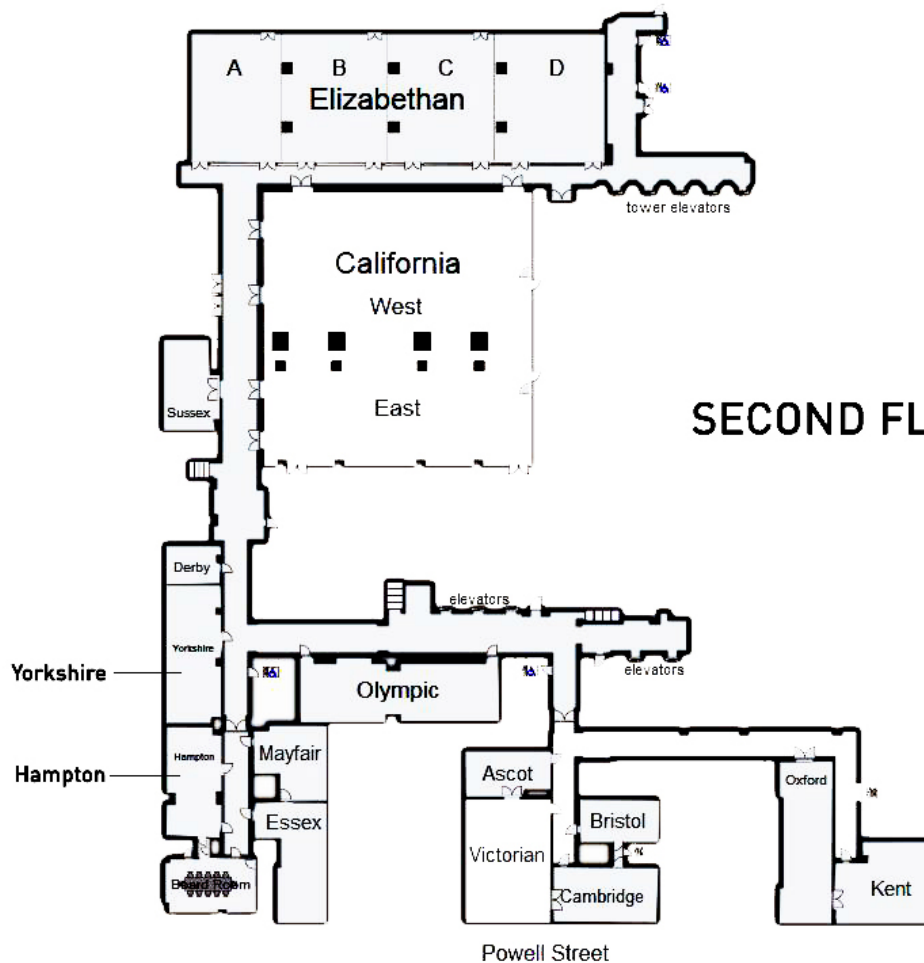 A B C D
Elizabethan
tower elevators
California
West
East
Sussex
SECOND FL
Derby
elevators
Yorkshire
Yorkshire
elevators
Olympic
Hampton
Hampton
Mayfair
Ascot
Oxford
Essex
Bristol
Victorian
Board Room
Cambridge
Kent
Powell Street